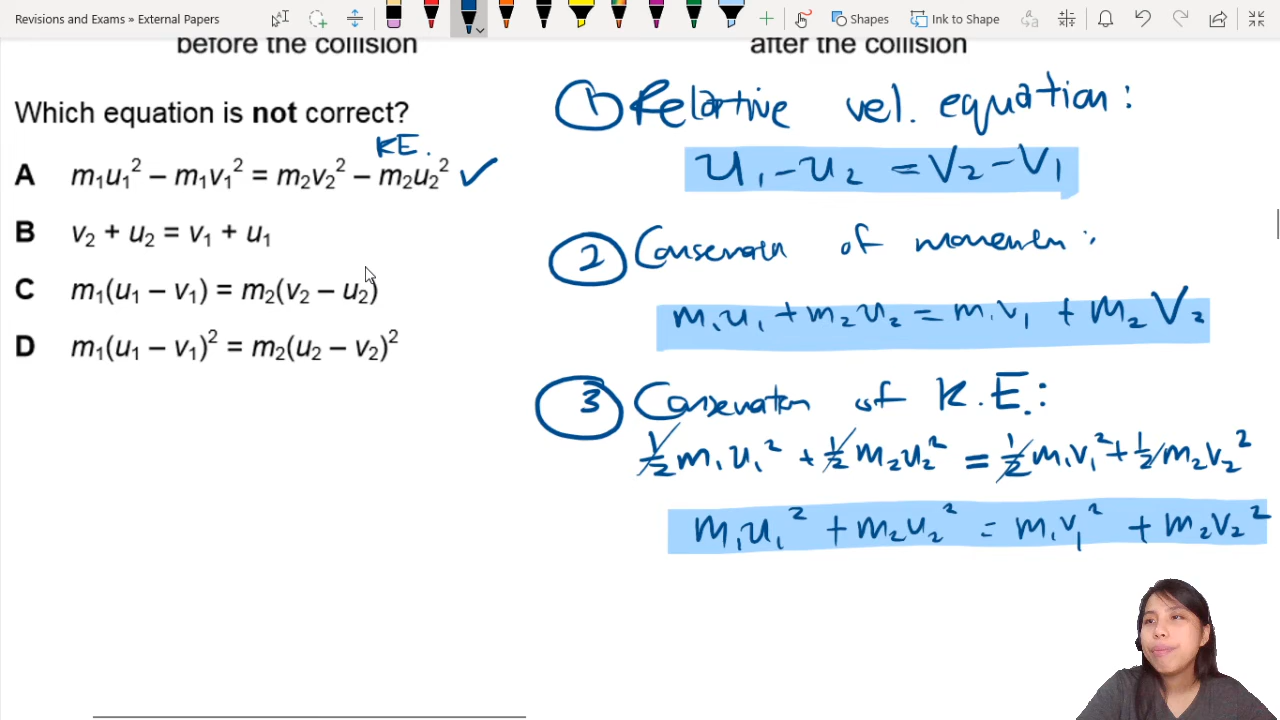 Revisions and Exams » External Papers
Shapes
Ink to Shape
before the collision
after the collision
Which equation is not correct?
KE.
A m₁u₁² – m₁v₁² = m₂v₂² – m₂u₂² ✓
B v₂ + u₂ = v₁ + u₁
C m₁(u₁ – v₁) = m₂(v₂ – u₂)
D m₁(u₁ – v₁)² = m₂(u₂ – v₂)²
① Relative vel. equation:
u₁ - u₂ = v₂ - v₁
② of
m₁u₁ + m₂u₂ = m₁v₁ + m₂v₂
③ Conservation of K.E.:
½m₁u₁² + ½m₂u₂² = ½m₁v₁² + ½m₂v₂²
m₁u₁² + m₂u₂² = m₁v₁² + m₂v₂²